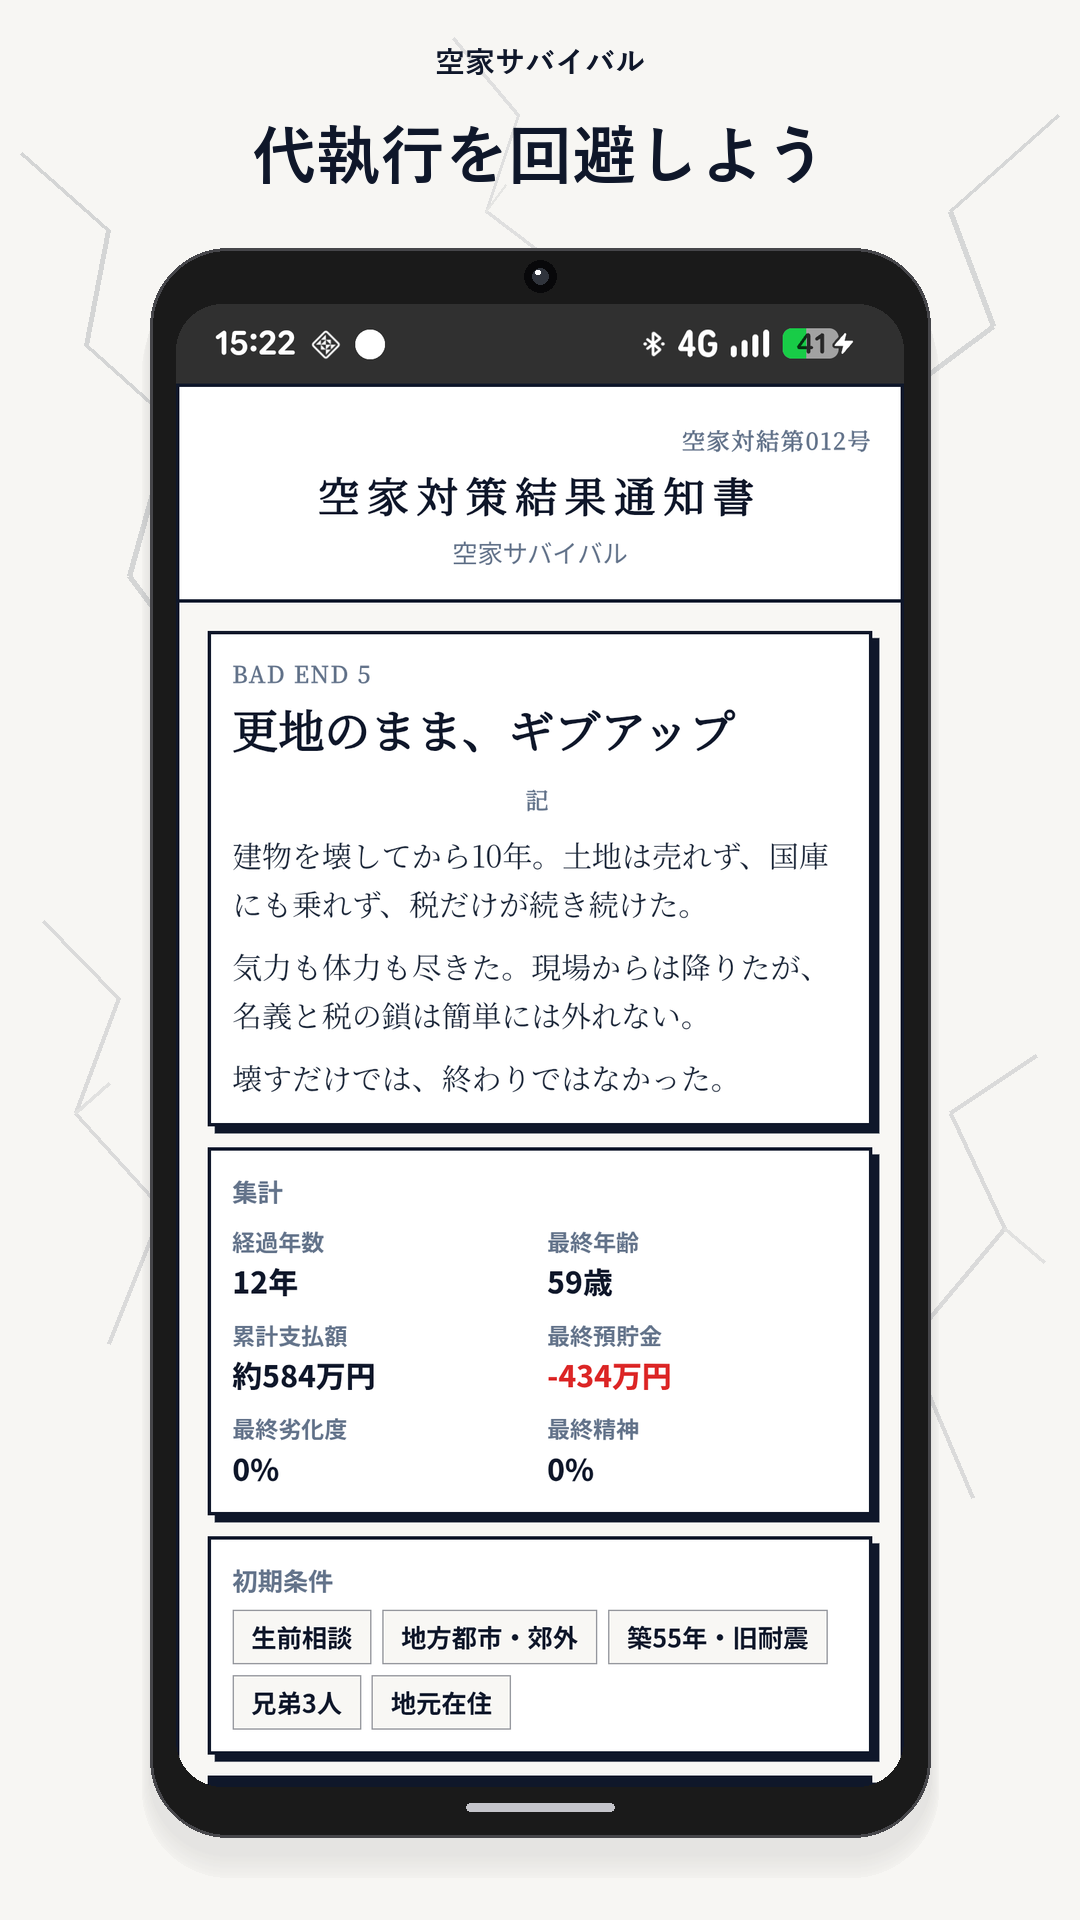 空家サバイバル
代執行を回避しよう
15:22
4G
41
空家対結第012号
空家対策結果通知書
空家サバイバル
BAD END 5
更地のまま、ギブアップ
記
建物を壊してから10年。土地は売れず、国庫
にも乗れず、税だけが続き続けた。
気力も体力も尽きた。現場からは降りたが、
名義と税の鎖は簡単には外れない。
壊すだけでは、終わりではなかった。
集計
経過年数 最終年齢
12年 59歳
累計支払額 最終預貯金
約584万円 -434万円
最終劣化度 最終精神
0% 0%
初期条件
生前相談 地方都市・郊外 築55年・旧耐震
兄弟3人 地元在住